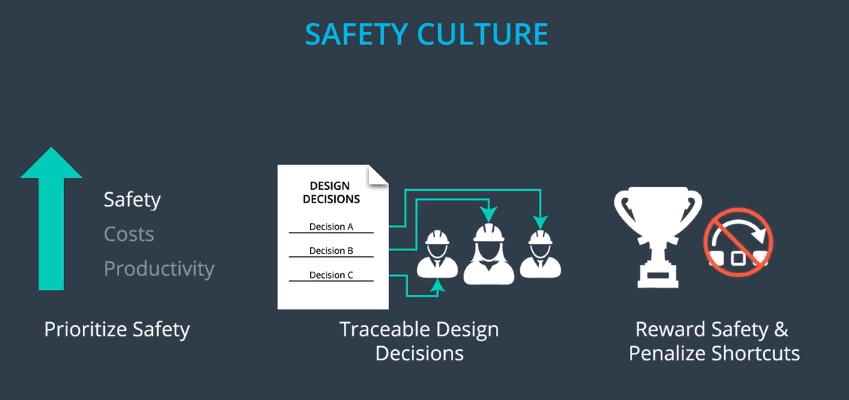 SAFETY CULTURE
Safety
Costs
Productivity
Prioritize Safety
DESIGN
DECISIONS
Decision A
Decision B
Decision C
Traceable Design
Decisions
Reward Safety &
Penalize Shortcuts